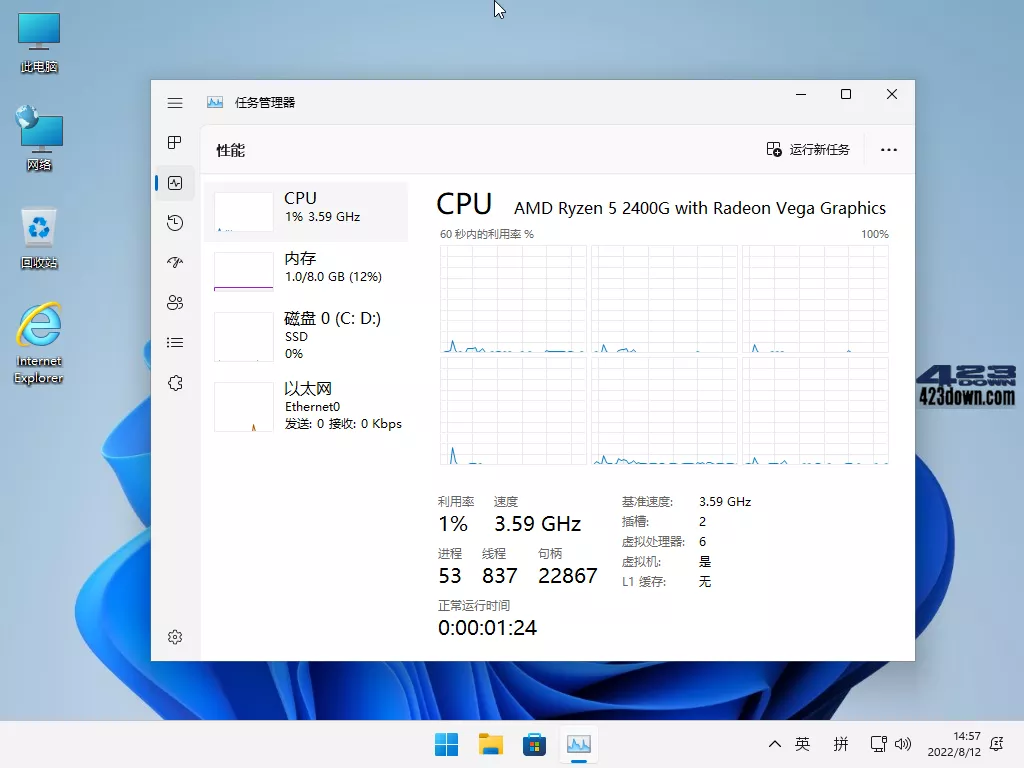 此电脑
网络
回收站
Internet
Explorer
任务管理器
性能
运行新任务
CPU
1% 3.59 GHz
内存
1.0/8.0 GB (12%)
磁盘 0 (C: D:)
SSD
0%
以太网
Ethernet0
发送: 0 接收: 0 Kbps
CPU
AMD Ryzen 5 2400G with Radeon Vega Graphics
60 秒内的利用率 %
100%
利用率 速度
1% 3.59 GHz
进程 线程 句柄
53 837 22867
正常运行时间
0:00:01:24
基准速度: 3.59 GHz
插槽: 2
虚拟处理器: 6
虚拟机: 是
L1 缓存: 无
423
DOWN
423down.com
英 拼
14:57
2022/8/12